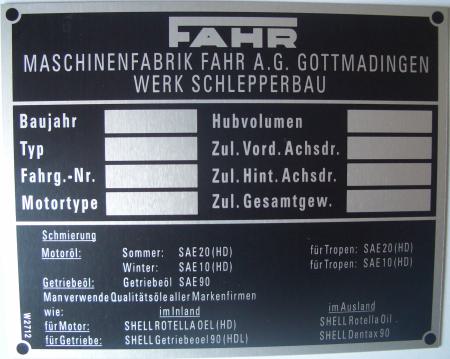 FAHR
MASCHINENFABRIK FAHR A.G. GOTTMADINGEN
WERK SCHLEPPERBAU
Baujahr Hubvolumen
Typ Zul. Vord. Achsdr.
Fahrg.-Nr. Zul. Hint. Achsdr.
Motortype Zul. Gesamtgew.
Schmierung
Motoröl: Sommer: SAE20(HD) für Tropen: SAE20(HD)
Winter: SAE10(HD) für Tropen: SAE10(HD)
Getriebeöl: Getriebeöl SAE90
Man verwende Qualitätsöle aller Markenfirmen
wie: im Inland im Ausland
für Motor: SHELL ROTELLA OEL (HD) SHELL Rotella Oil.
für Getriebe: SHELL Getriebeoel 90 (HDL) SHELL Dentax 90
W2712